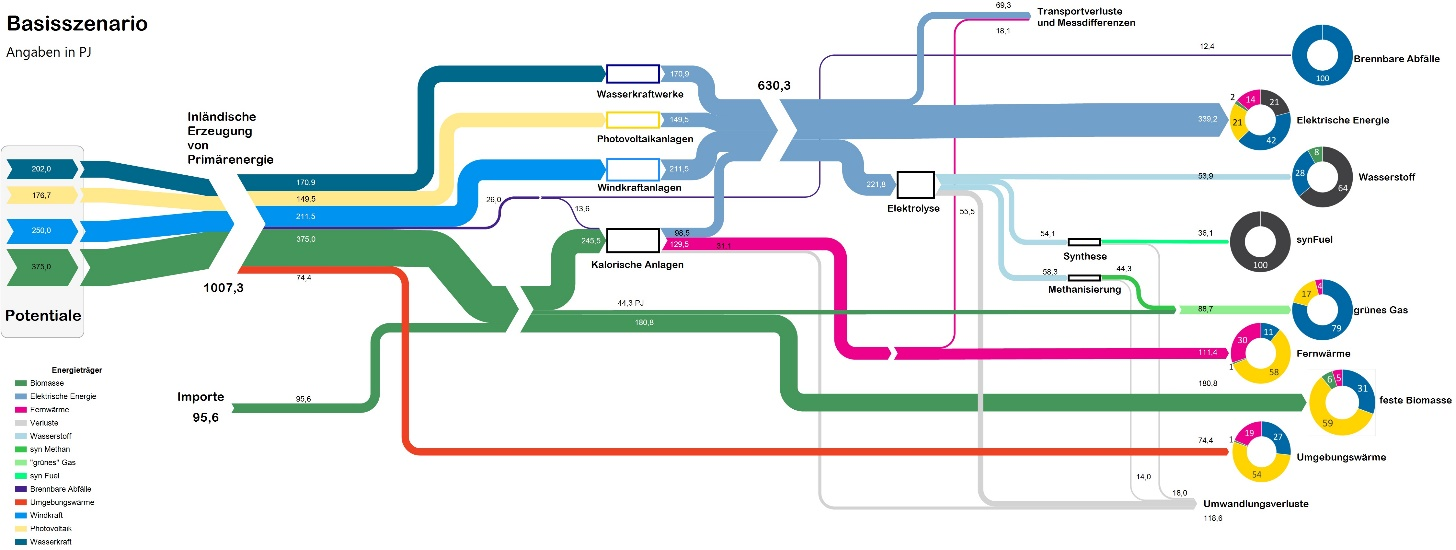 Basisszenario
Angaben in PJ
202,0
176,7
250,0
375,0
Potentiale
Inländische
Erzeugung
von
Primärenergie
1007,3
170,9
149,5
211,5
375,0
74,4
26,0
13,6
Importe
95,6
95,6
Wasserkraftwerke
170,9
Photovoltaikanlagen
149,5
Windkraftanlagen
211,5
245,5
Kalorische Anlagen
98,5
129,5
31,1
44,3 PJ
180,8
630,3
69,3
Transportverluste
und Messdifferenzen
18,1
12,4
339,2
221,8
Elektrolyse
53,9
55,5
54,1
Synthese
36,1
58,3
Methanisierung
44,3
88,7
111,4
180,8
74,4
14,0
18,0
Umwandlungsverluste
118,6
100
Brennbare Abfälle
2
14
21
21
42
Elektrische Energie
8
28
64
Wasserstoff
100
synFuel
4
17
79
grünes Gas
30
11
1
58
Fernwärme
6
5
31
59
feste Biomasse
19
27
1
54
Umgebungswärme
Energieträger
Biomasse
Elektrische Energie
Fernwärme
Verluste
Wasserstoff
syn Methan
"grünes" Gas
syn Fuel
Brennbare Abfälle
Umgebungswärme
Windkraft
Photovoltaik
Wasserkraft